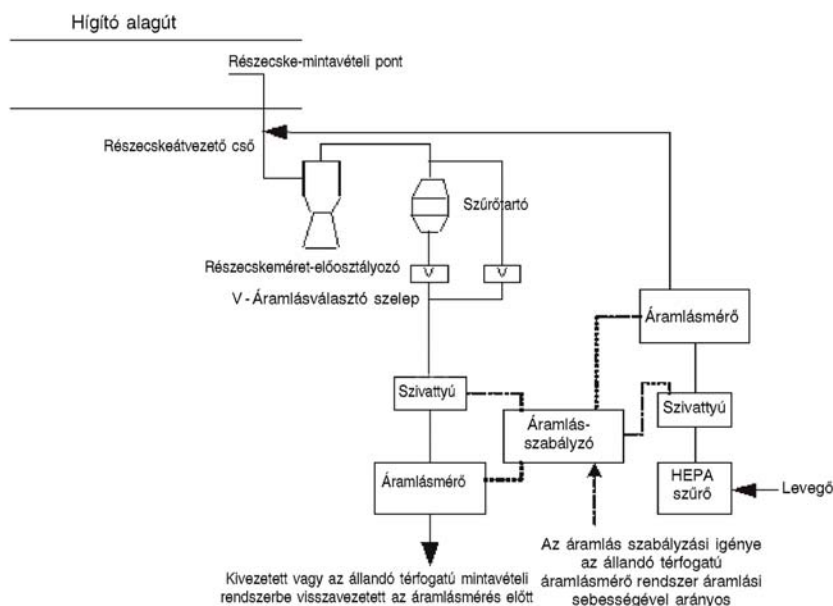 Hígító alagút
Részecske-mintavételi pont
Részecskeátvezető cső
Szűrőtartó
Részecskeméret-előosztályozó
V
V
V - Áramlásválasztó szelep
Áramlásmérő
Szivattyú
Szivattyú
Áramlás-
szabályzó
Áramlásmérő
HEPA
szűrő
Levegő
Kivezetett vagy az állandó térfogatú mintavételi
rendszerbe visszavezetett az áramlásmérés előtt
Az áramlás szabályzási igénye
az állandó térfogatú
áramlásmérő rendszer áramlási
sebességével arányos